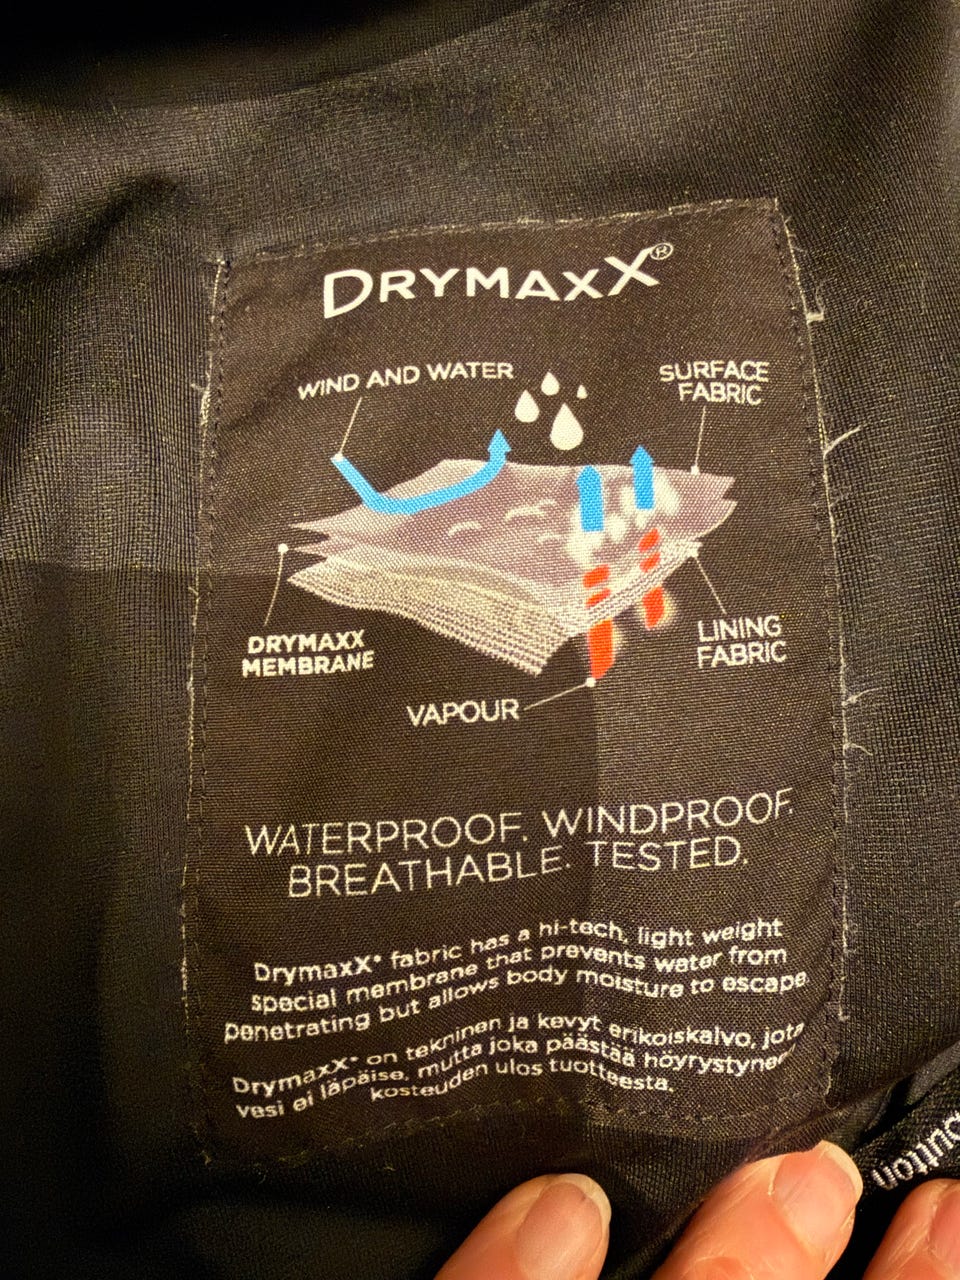 DRYMAXX®
WIND AND WATER
SURFACE
FABRIC
DRYMAXX
MEMBRANE
LINING
FABRIC
VAPOUR
WATERPROOF. WINDPROOF.
BREATHABLE. TESTED.
DrymaxX® fabric has a hi-tech, light weight
special membrane that prevents water from
penetrating but allows body moisture to escape.
DrymaxX® on tekninen ja kevyt erikoiskalvo, jota
vesi ei läpäise, mutta joka päästää höyrystyneen
kosteuden ulos tuotteesta.
button